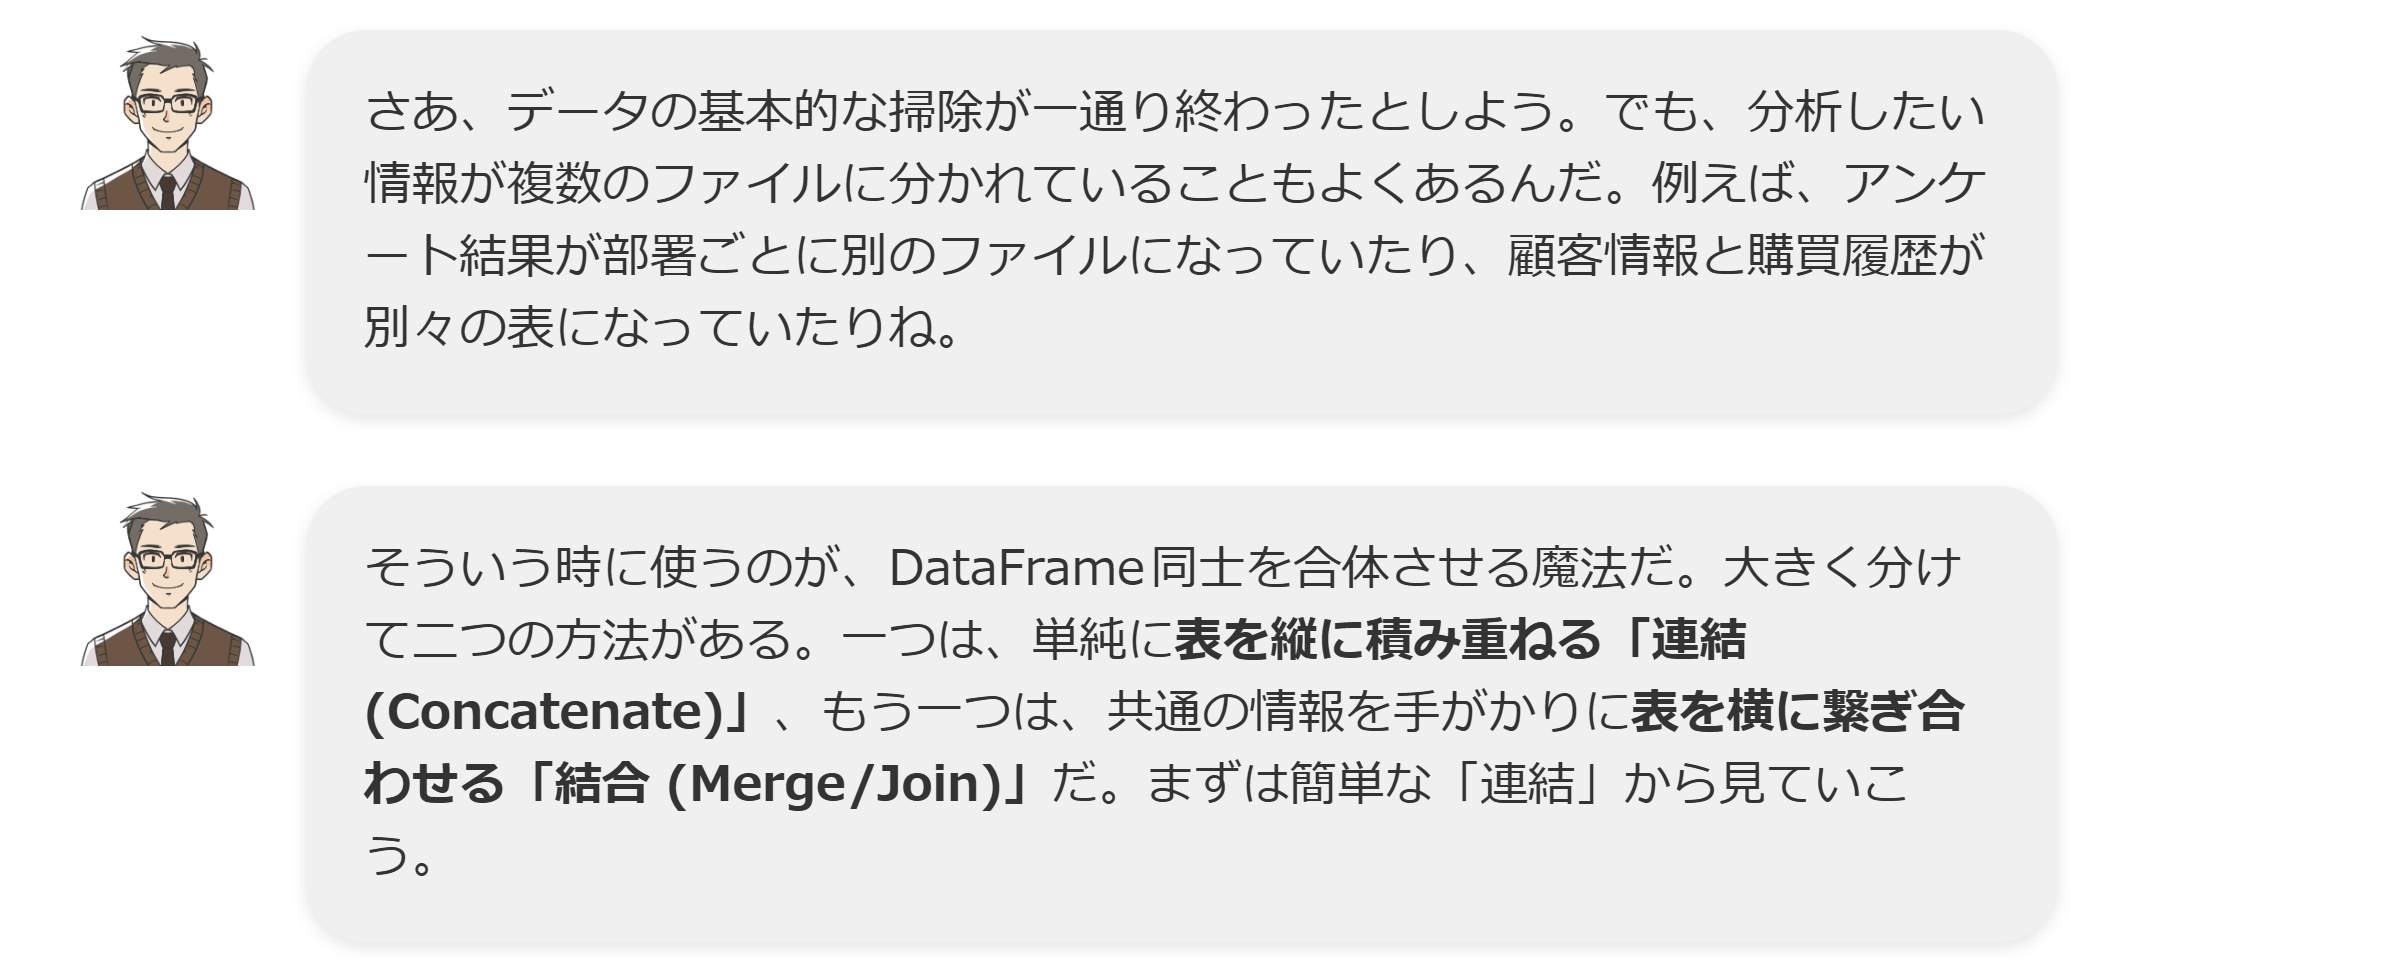 さあ、データの基本的な掃除が一通り終わったとしよう。でも、分析したい
情報が複数のファイルに分かれていることもよくあるんだ。例えば、アンケ
ート結果が部署ごとに別のファイルになっていたり、顧客情報と購買履歴が
別々の表になっていたりね。
そういう時に使うのが、DataFrame同士を合体させる魔法だ。大きく分け
て二つの方法がある。一つは、単純に表を縦に積み重ねる「連結
(Concatenate)」、もう一つは、共通の情報を手がかりに表を横に繋ぎ合
わせる「結合 (Merge/Join)」だ。まずは簡単な「連結」から見ていこ
う。